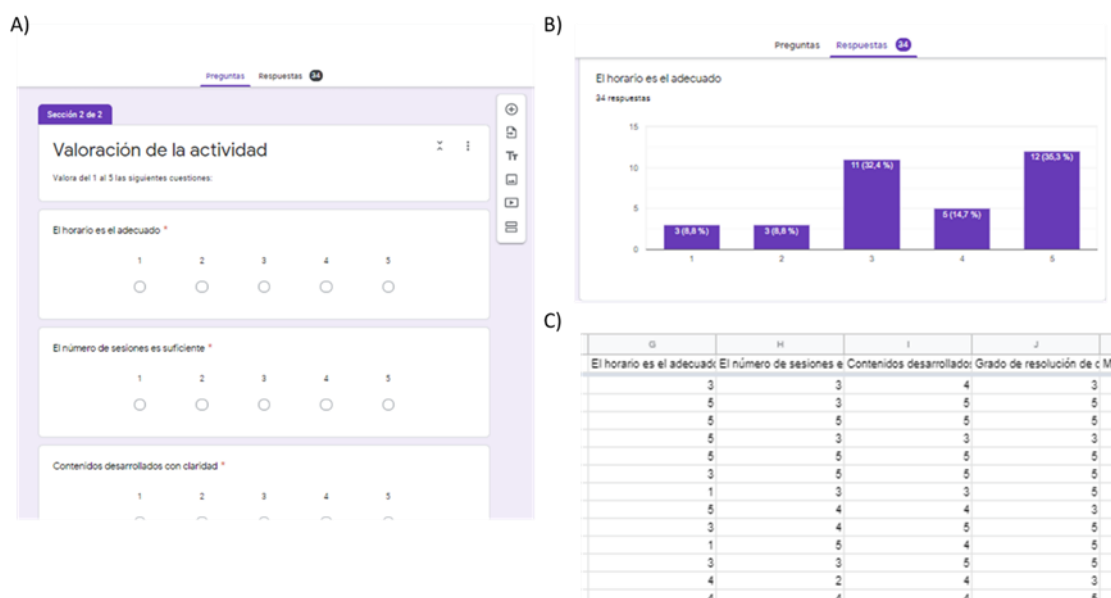 A)
Preguntas Respuestas 34
Sección 2 de 2
Valoración de la actividad
Valora del 1 al 5 las siguientes cuestiones:
El horario es el adecuado *
1 2 3 4 5
El número de sesiones es suficiente *
1 2 3 4 5
Contenidos desarrollados con claridad *
1 2 3 4 5
Tт
B)
Preguntas Respuestas 34
El horario es el adecuado
34 respuestas
15
10
5
0
3 (8,8 %) 3 (8,8 %) 11 (32,4 %) 5 (14,7 %) 12 (35,3 %)
1 2 3 4 5
C)
G H I J
El horario es el adecuado El número de sesiones e Contenidos desarrollados Grado de resolución de d M
3 3 4 3
5 3 5 5
5 5 5 5
5 3 3 3
5 5 5 5
3 5 5 5
1 3 3 5
5 4 4 3
3 4 5 5
1 5 4 5
3 3 5 5
4 2 4 3
4 4 4 5